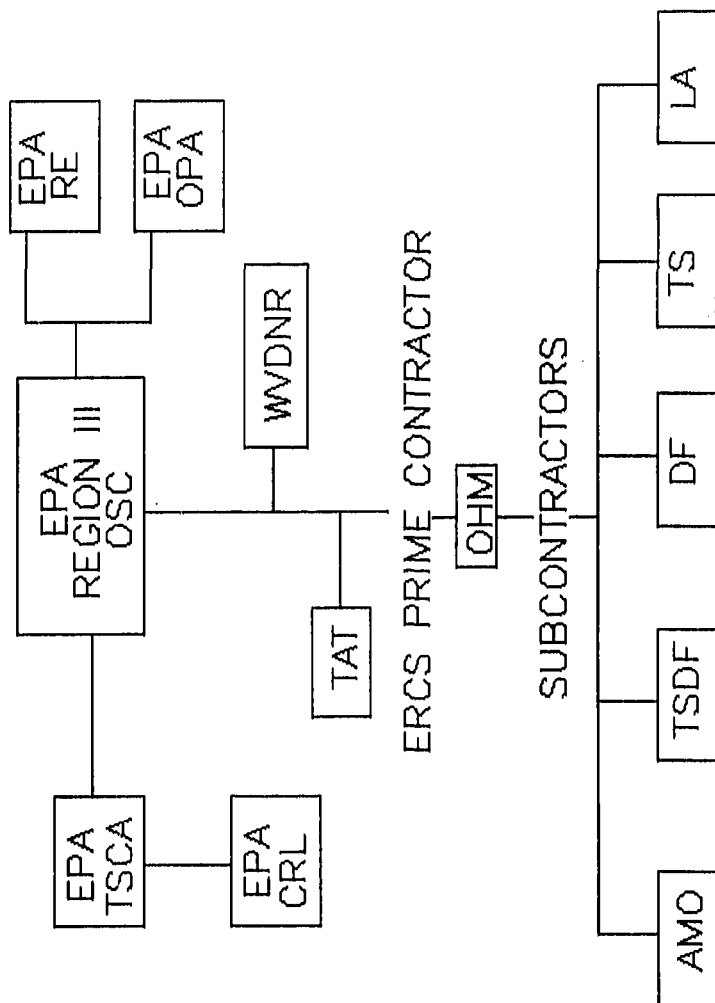 EPA
REGION III
OSC
EPA
RE
EPA
OPA
EPA
TSCA
EPA
CRL
WVDNR
TAT
ERCS PRIME CONTRACTOR
OHM
SUBCONTRACTORS
AMO
TSDF
DF
TS
LA